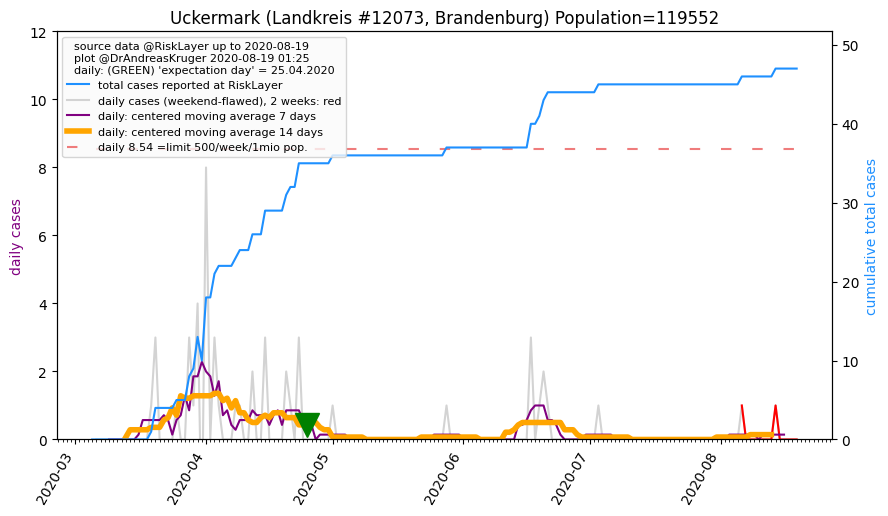 Uckermark (Landkreis #12073, Brandenburg) Population=119552
source data @RiskLayer up to 2020-08-19
plot @DrAndreasKruger 2020-08-19 01:25
daily: (GREEN) 'expectation day' = 25.04.2020
total cases reported at RiskLayer
daily cases (weekend-flawed), 2 weeks: red
daily: centered moving average 7 days
daily: centered moving average 14 days
daily 8.54 =limit 500/week/1mio pop.
daily cases
12
10
8
6
4
2
0
cumulative total cases
50
40
30
20
10
0
2020-03
2020-04
2020-05
2020-06
2020-07
2020-08